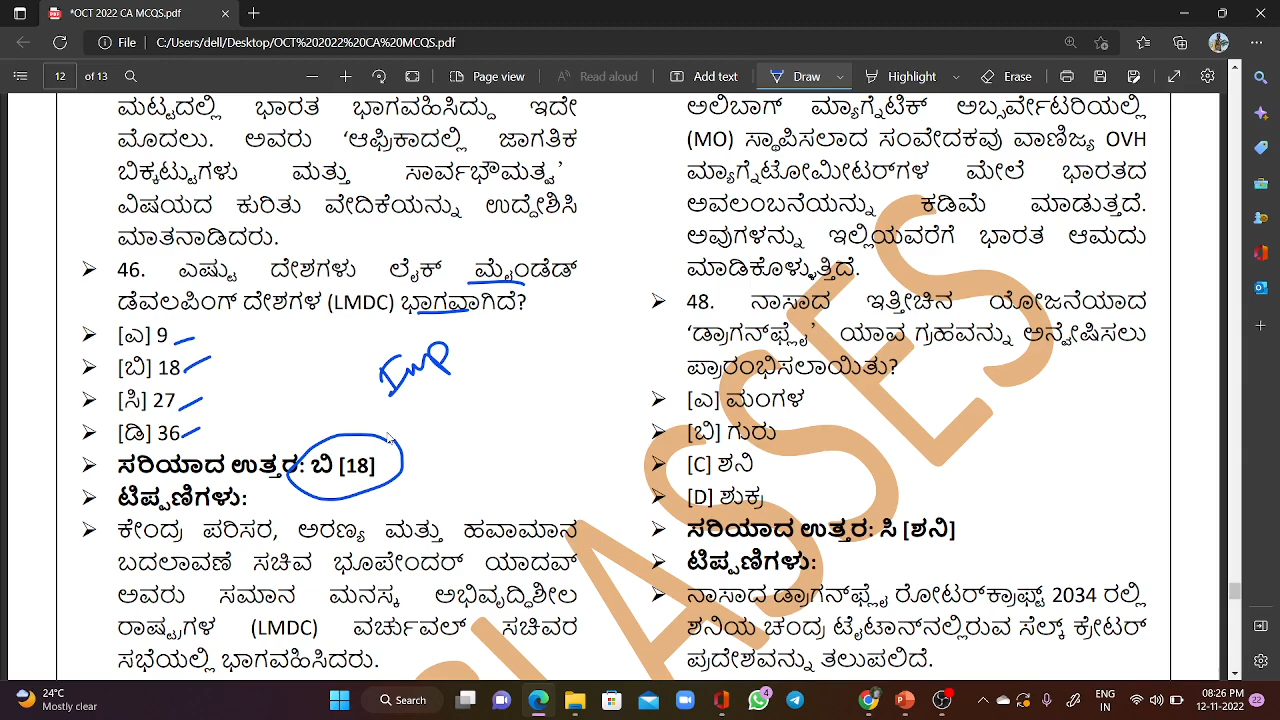 *OCT 2022 CA MCQS.pdf
File C:/Users/dell/Desktop/OCT%202022%20CA%20MCQS.pdf
12 of 13 Page view Read aloud Add text Draw Highlight Erase
ಮಟ್ಟದಲ್ಲಿ ಭಾರತ ಭಾಗವಹಿಸಿದ್ದು ಇದೇ
ಮೊದಲು. ಅವರು ‘ಆಫ್ರಿಕಾದಲ್ಲಿ ಜಾಗತಿಕ
ಬಿಕ್ಕಟ್ಟುಗಳು ಮತ್ತು ಸಾರ್ವಭೌಮತ್ವ’
ವಿಷಯದ ಕುರಿತು ವೇದಿಕೆಯನ್ನು ಉದ್ದೇಶಿಸಿ
ಮಾತನಾಡಿದರು.
46. ಎಷ್ಟು ದೇಶಗಳು ಲೈಕ್ ಮೈಂಡೆಡ್
ಡೆವಲಪಿಂಗ್ ದೇಶಗಳ (LMDC) ಭಾಗವಾಗಿದೆ?
[ಎ] 9
[ಬಿ] 18
Imp
[ಸಿ] 27
[ಡಿ] 36
ಸರಿಯಾದ ಉತ್ತರ: ಬಿ [18]
ಟಿಪ್ಪಣಿಗಳು:
ಕೇಂದ್ರ ಪರಿಸರ, ಅರಣ್ಯ ಮತ್ತು ಹವಾಮಾನ
ಬದಲಾವಣೆ ಸಚಿವ ಭೂಪೇಂದರ್ ಯಾದವ್
ಅವರು ಸಮಾನ ಮನಸ್ಕ ಅಭಿವೃದ್ಧಿಶೀಲ
ರಾಷ್ಟ್ರಗಳ (LMDC) ವರ್ಚುವಲ್ ಸಚಿವರ
ಸಭೆಯಲ್ಲಿ ಭಾಗವಹಿಸಿದರು.
ಅಲಿಬಾಗ್ ಮ್ಯಾಗ್ನೆಟಿಕ್ ಅಬ್ಸರ್ವೇಟರಿಯಲ್ಲಿ
(MO) ಸ್ಥಾಪಿಸಲಾದ ಸಂವೇದಕವು ವಾಣಿಜ್ಯ OVH
ಮ್ಯಾಗ್ನೆಟೋಮೀಟರ್‌ಗಳ ಮೇಲೆ ಭಾರತದ
ಅವಲಂಬನೆಯನ್ನು ಕಡಿಮೆ ಮಾಡುತ್ತದೆ.
ಅವುಗಳನ್ನು ಇಲ್ಲಿಯವರೆಗೆ ಭಾರತ ಆಮದು
ಮಾಡಿಕೊಳ್ಳುತ್ತಿದೆ.
48. ನಾಸಾದ ಇತ್ತೀಚಿನ ಯೋಜನೆಯಾದ
‘ಡ್ರಾಗನ್‌ಫ್ಲೈ’ ಯಾವ ಗ್ರಹವನ್ನು ಅನ್ವೇಷಿಸಲು
ಪ್ರಾರಂಭಿಸಲಾಯಿತು?
[ಎ] ಮಂಗಳ
[ಬಿ] ಗುರು
[C] ಶನಿ
[D] ಶುಕ್ರ
ಸರಿಯಾದ ಉತ್ತರ: ಸಿ [ಶನಿ]
ಟಿಪ್ಪಣಿಗಳು:
ನಾಸಾದ ಡ್ರಾಗನ್‌ಫ್ಲೈ ರೋಟರ್‌ಕ್ರಾಫ್ಟ್ 2034 ರಲ್ಲಿ
ಶನಿಯ ಚಂದ್ರ ಟೈಟಾನ್‌ನಲ್ಲಿರುವ ಸೆಲ್ಕ್ ಕ್ರೇಟರ್
ಪ್ರದೇಶವನ್ನು ತಲುಪಲಿದೆ.
LASSES
24°C
Mostly clear
Search
4
ENG
IN
08:26 PM
12-11-2022
22